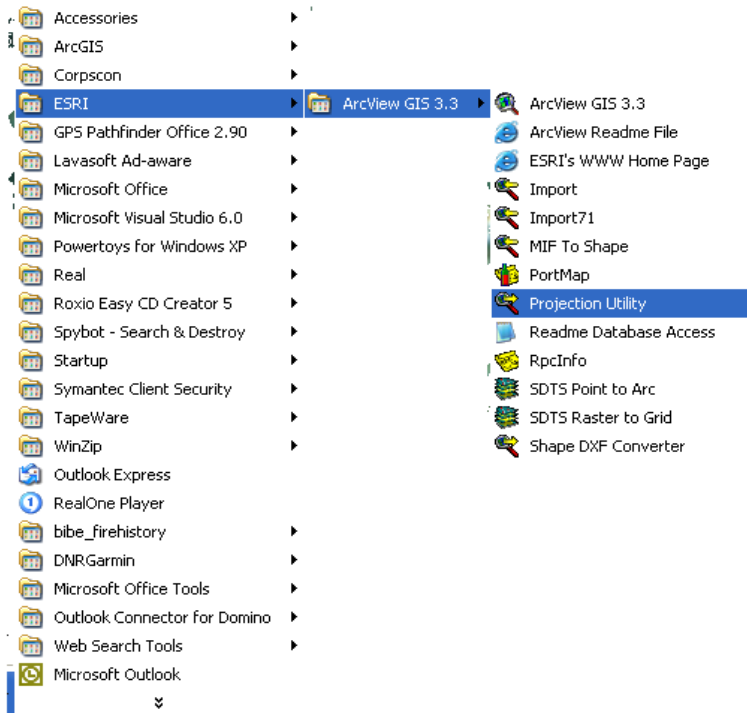 Accessories
ArcGIS
Corpscon
ESRI
GPS Pathfinder Office 2.90
Lavasoft Ad-aware
Microsoft Office
Microsoft Visual Studio 6.0
Powertoys for Windows XP
Real
Roxio Easy CD Creator 5
Spybot - Search & Destroy
Startup
Symantec Client Security
TapeWare
WinZip
Outlook Express
RealOne Player
bibe_firehistory
DNRGarmin
Microsoft Office Tools
Outlook Connector for Domino
Web Search Tools
Microsoft Outlook
ArcView GIS 3.3
ArcView GIS 3.3
ArcView Readme File
ESRI's WWW Home Page
Import
Import71
MIF To Shape
PortMap
Projection Utility
Readme Database Access
RpcInfo
SDTS Point to Arc
SDTS Raster to Grid
Shape DXF Converter